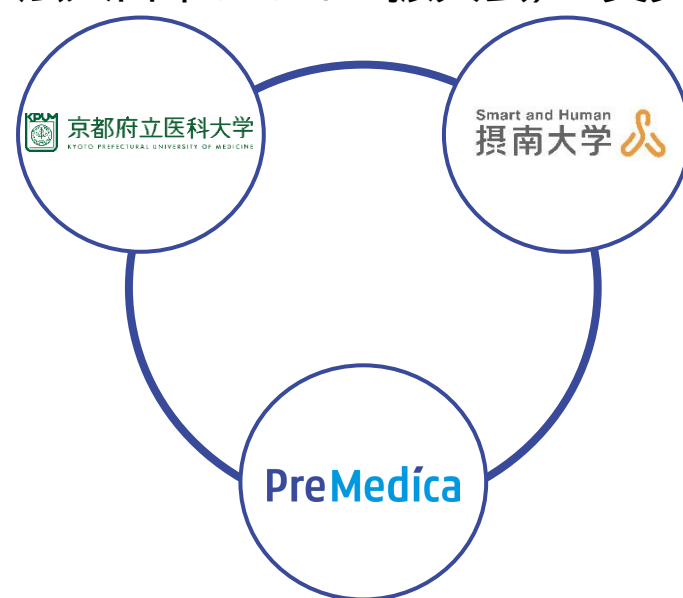 KPUM
京都府立医科大学
KYOTO PREFECTURAL UNIVERSITY OF MEDICINE
Smart and Human
摂南大学
PreMedica